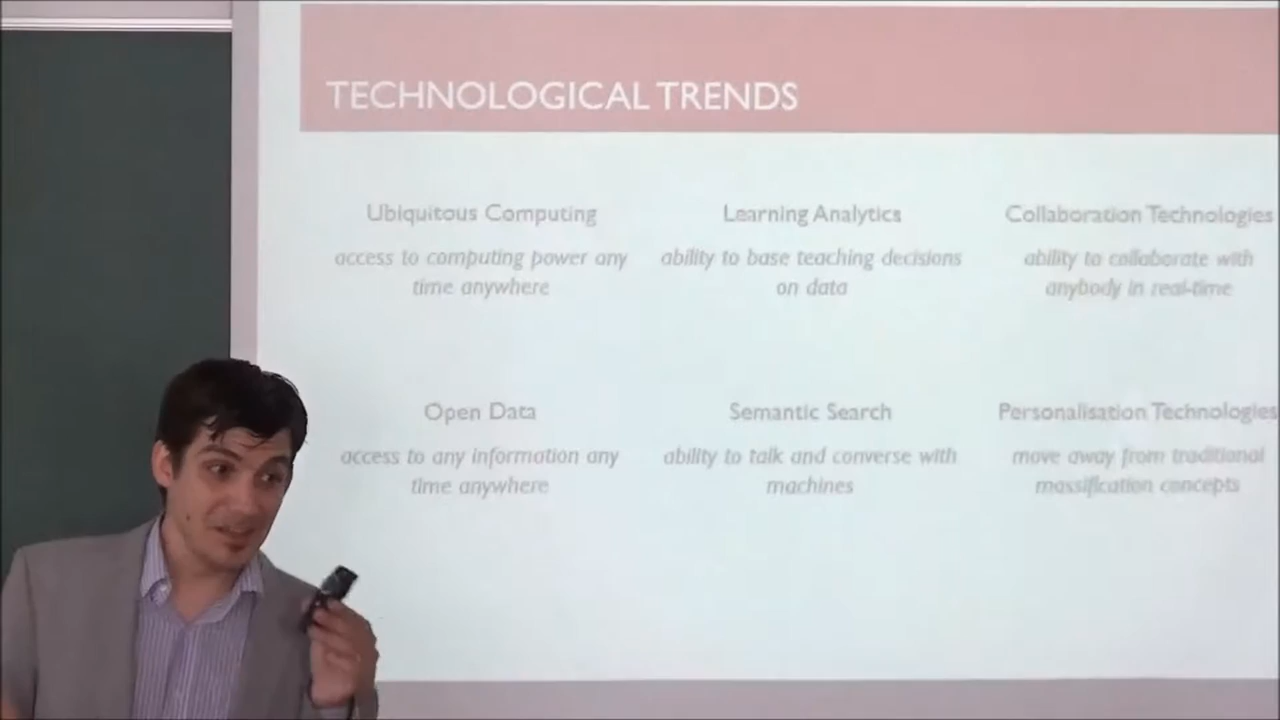 TECHNOLOGICAL TRENDS
Ubiquitous Computing
access to computing power any
time anywhere
Learning Analytics
ability to base teaching decisions
on data
Collaboration Technologies
ability to collaborate with
anybody in real-time
Open Data
access to any information any
time anywhere
Semantic Search
ability to talk and converse with
machines
Personalisation Technologies
move away from traditional
massification concepts